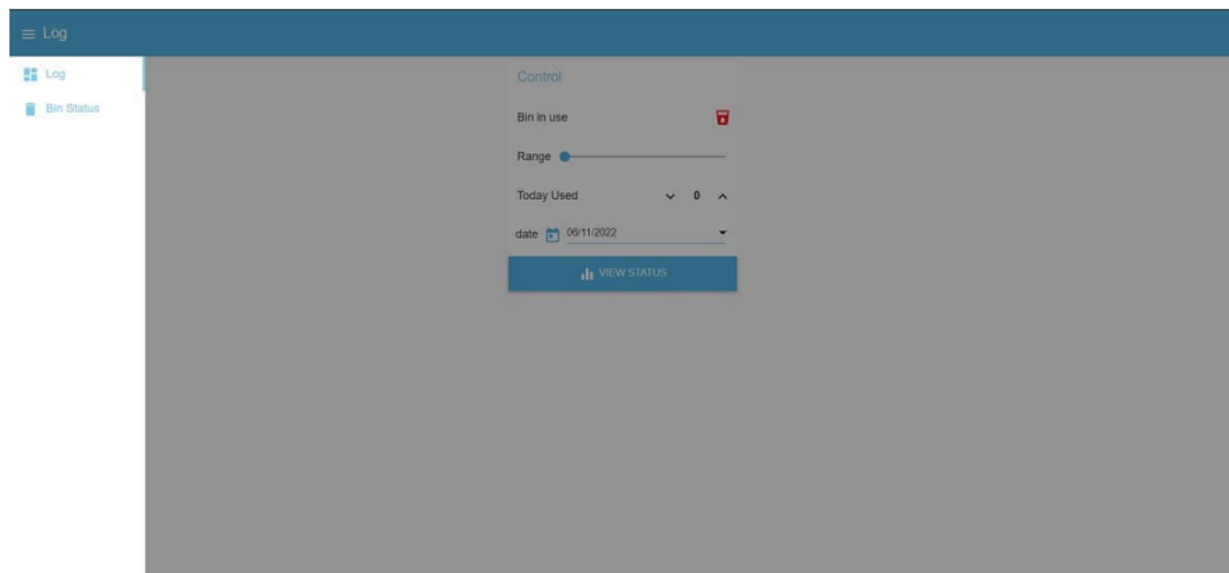 Log
Log
Bin Status
Control
Bin in use
Range
Today Used 0
date 06/11/2022
VIEW STATUS